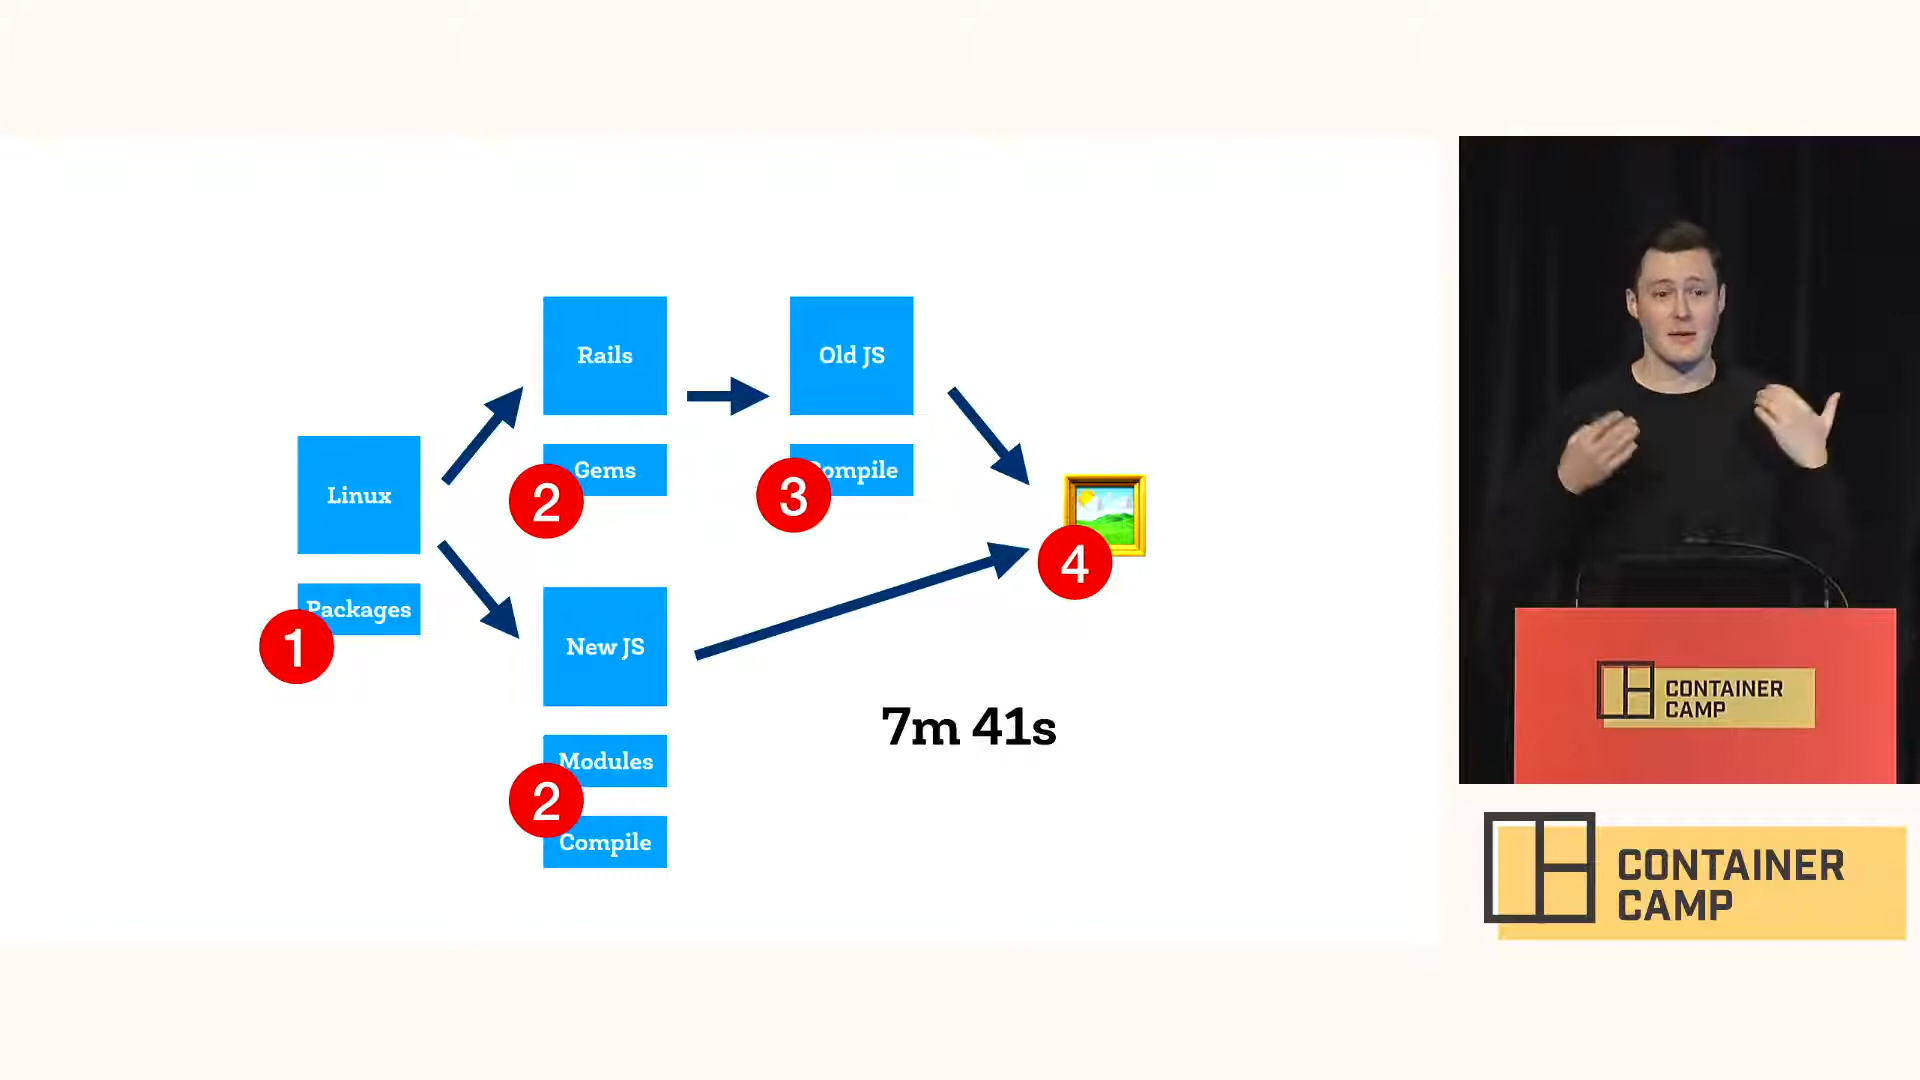 Rails
Old JS
Gems
2
Compile
3
Linux
Packages
1
4
New JS
Modules
2
Compile
7m 41s
CONTAINER
CAMP
CONTAINER
CAMP